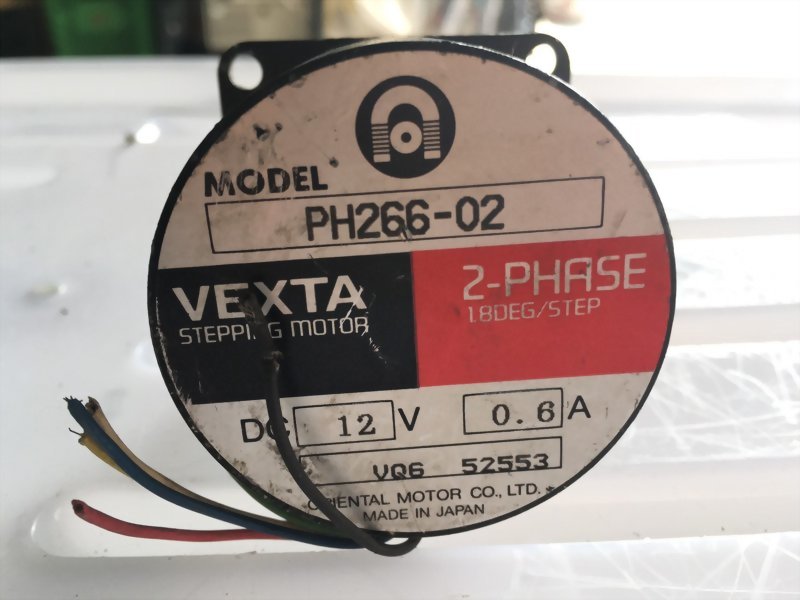 MODEL
PH266-02
VEXTA
STEPPING MOTOR
2-PHASE
1.8DEG/STEP
DC 12 V 0.6 A
VQ6 52553
ORIENTAL MOTOR CO., LTD.
MADE IN JAPAN